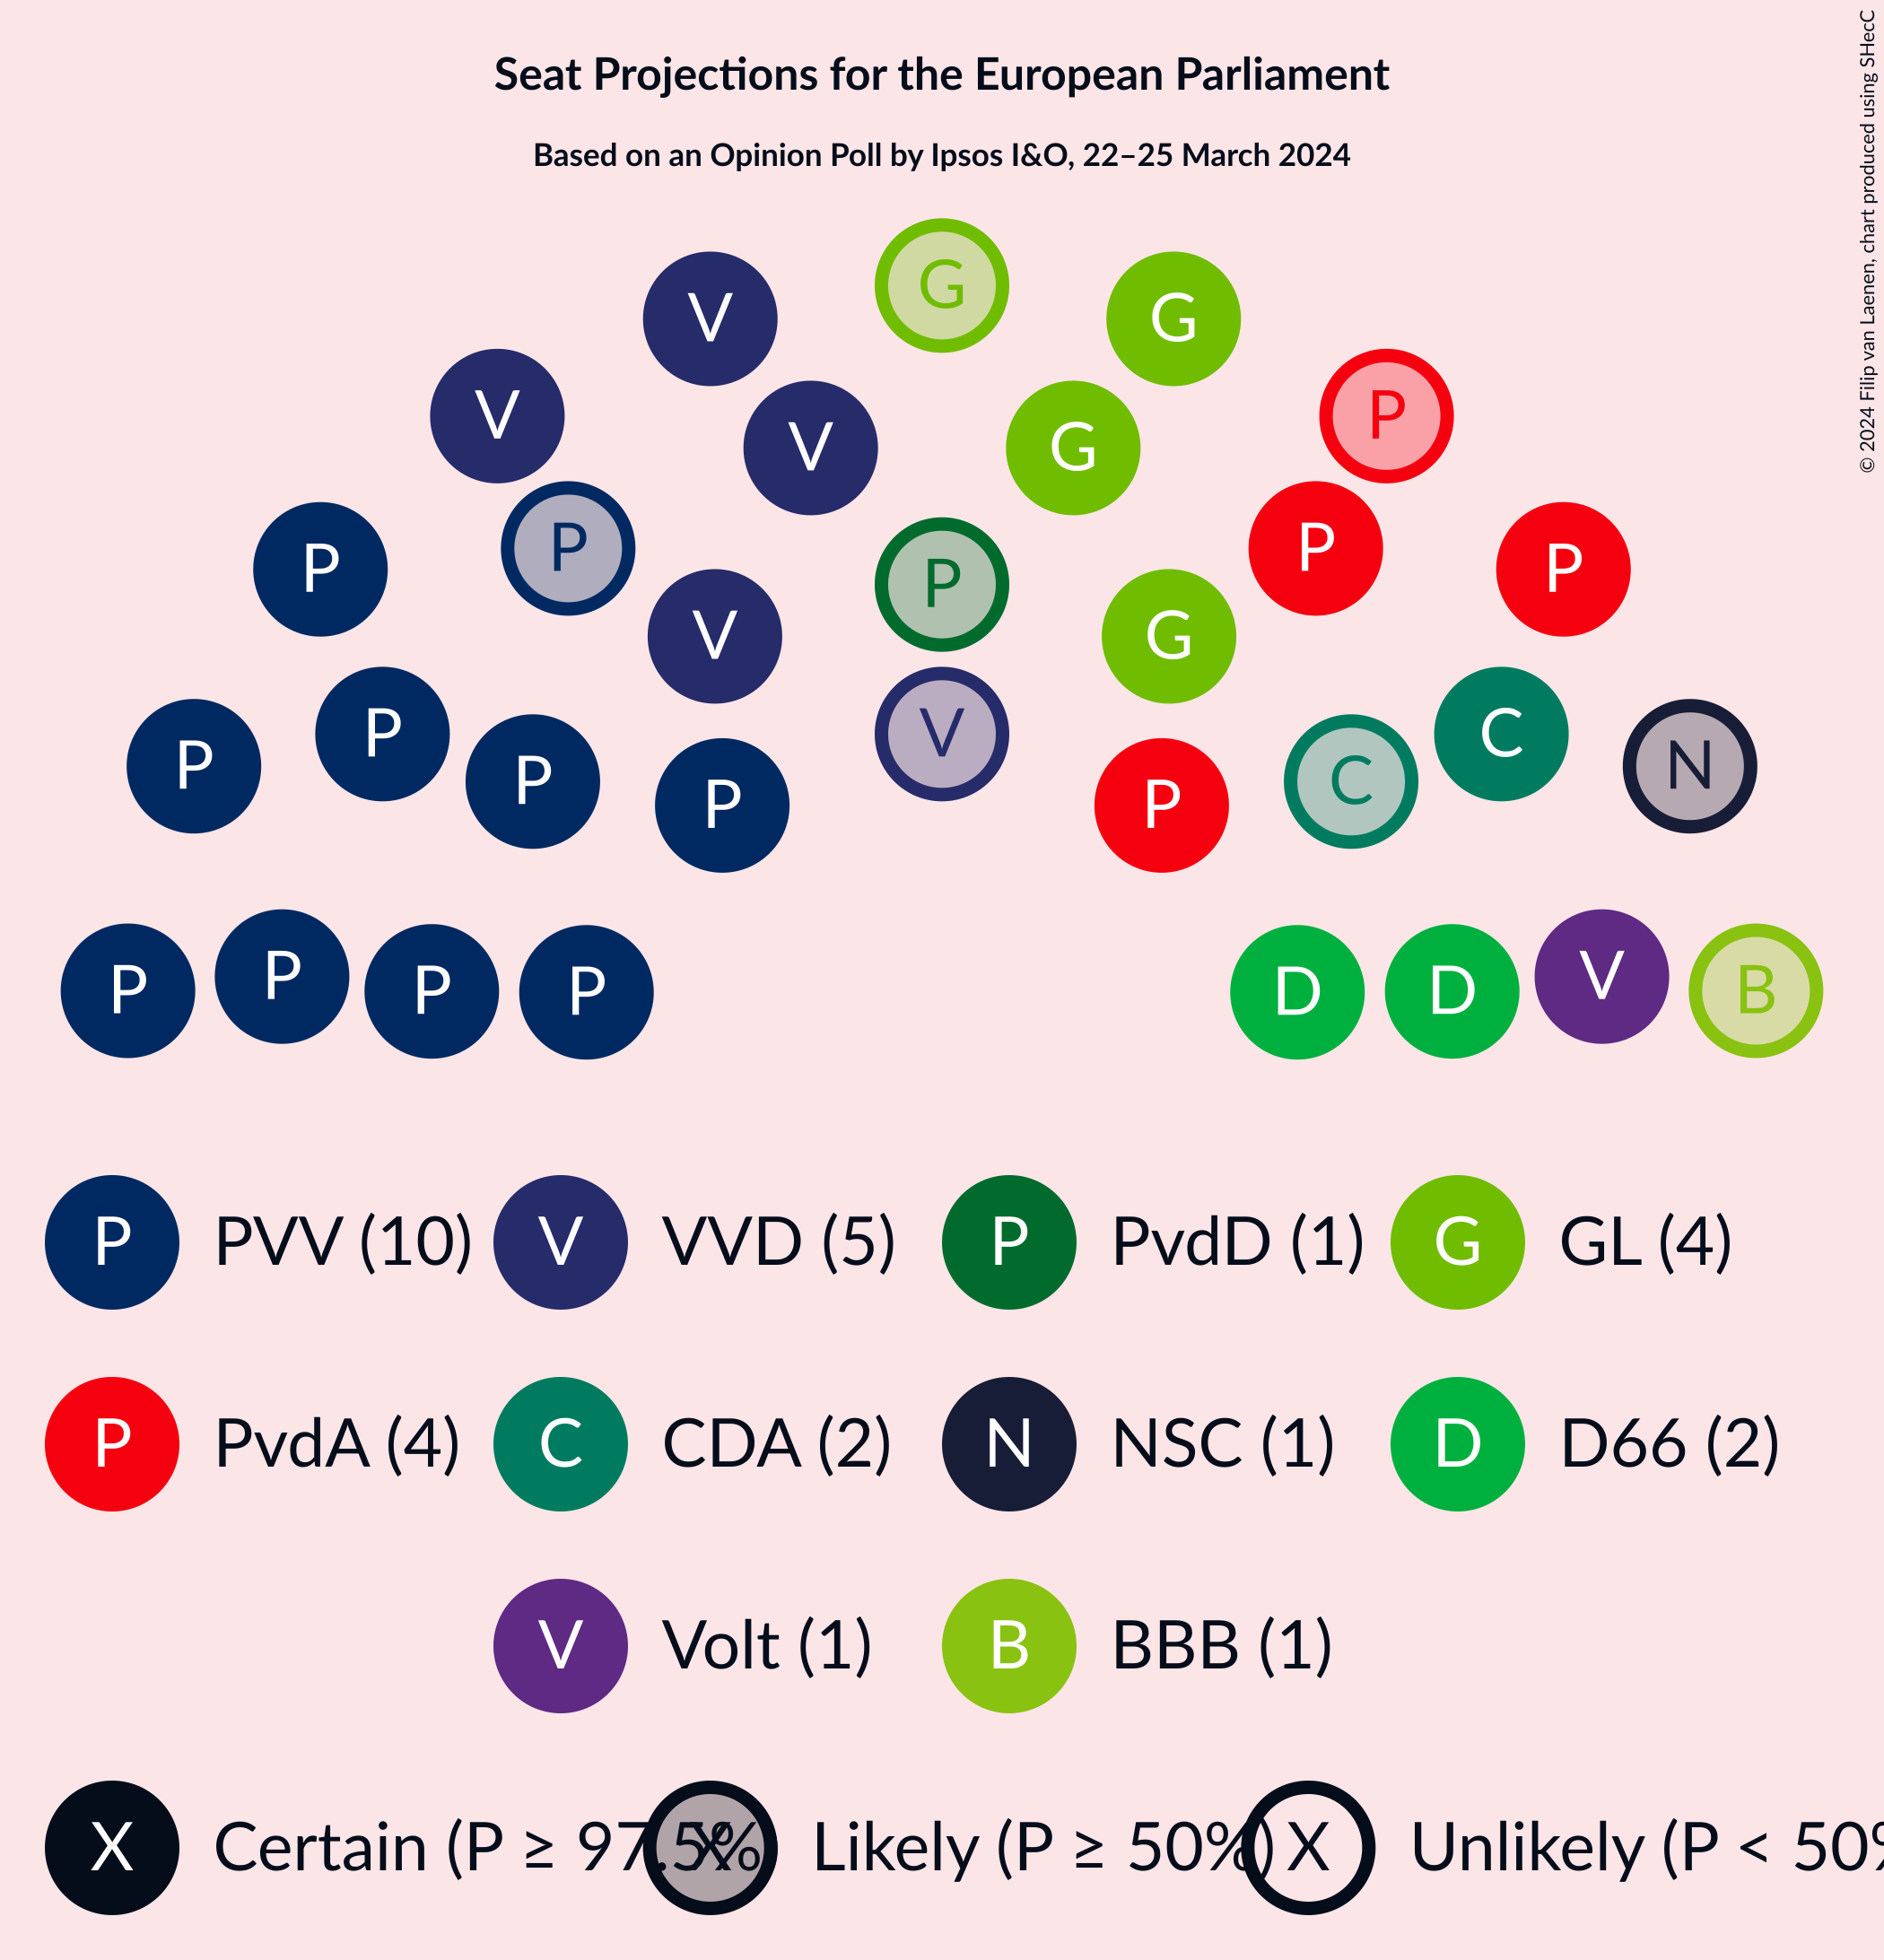 Seat Projections for the European Parliament
Based on an Opinion Poll by Ipsos I&O, 22–25 March 2024
© 2024 Filip van Laenen, chart produced using SHecC
G
V G
V P
V G
P P
P P P
V G
V
P C
P N
P C
P P
P P
P P D D V B
P PVV (10) V VVD (5) P PvdD (1) G GL (4)
P PvdA (4) C CDA (2) N NSC (1) D D66 (2)
V Volt (1) B BBB (1)
X Certain (P ≥ 97.5% X Likely (P ≥ 50%) X Unlikely (P < 50%